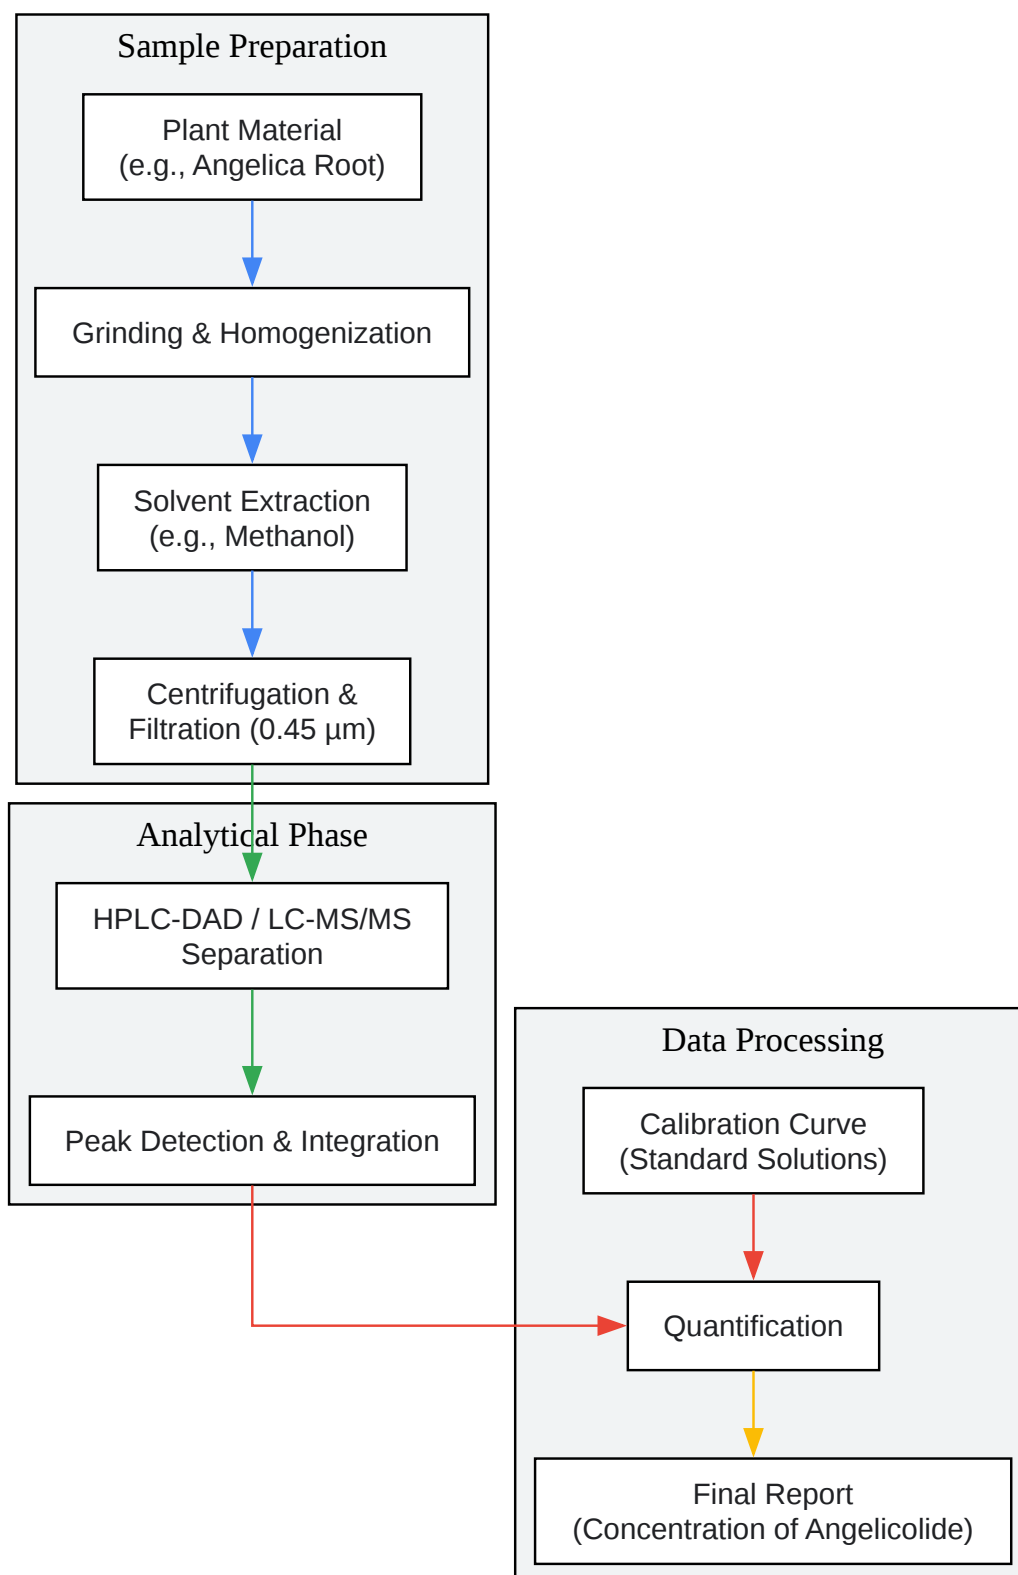 Sample Preparation
Plant Material
(e.g., Angelica Root)
Grinding & Homogenization
Solvent Extraction
(e.g., Methanol)
Centrifugation &
Filtration (0.45 µm)
Analytical Phase
HPLC-DAD / LC-MS/MS
Separation
Peak Detection & Integration
Data Processing
Calibration Curve
(Standard Solutions)
Quantification
Final Report
(Concentration of Angelicolide)